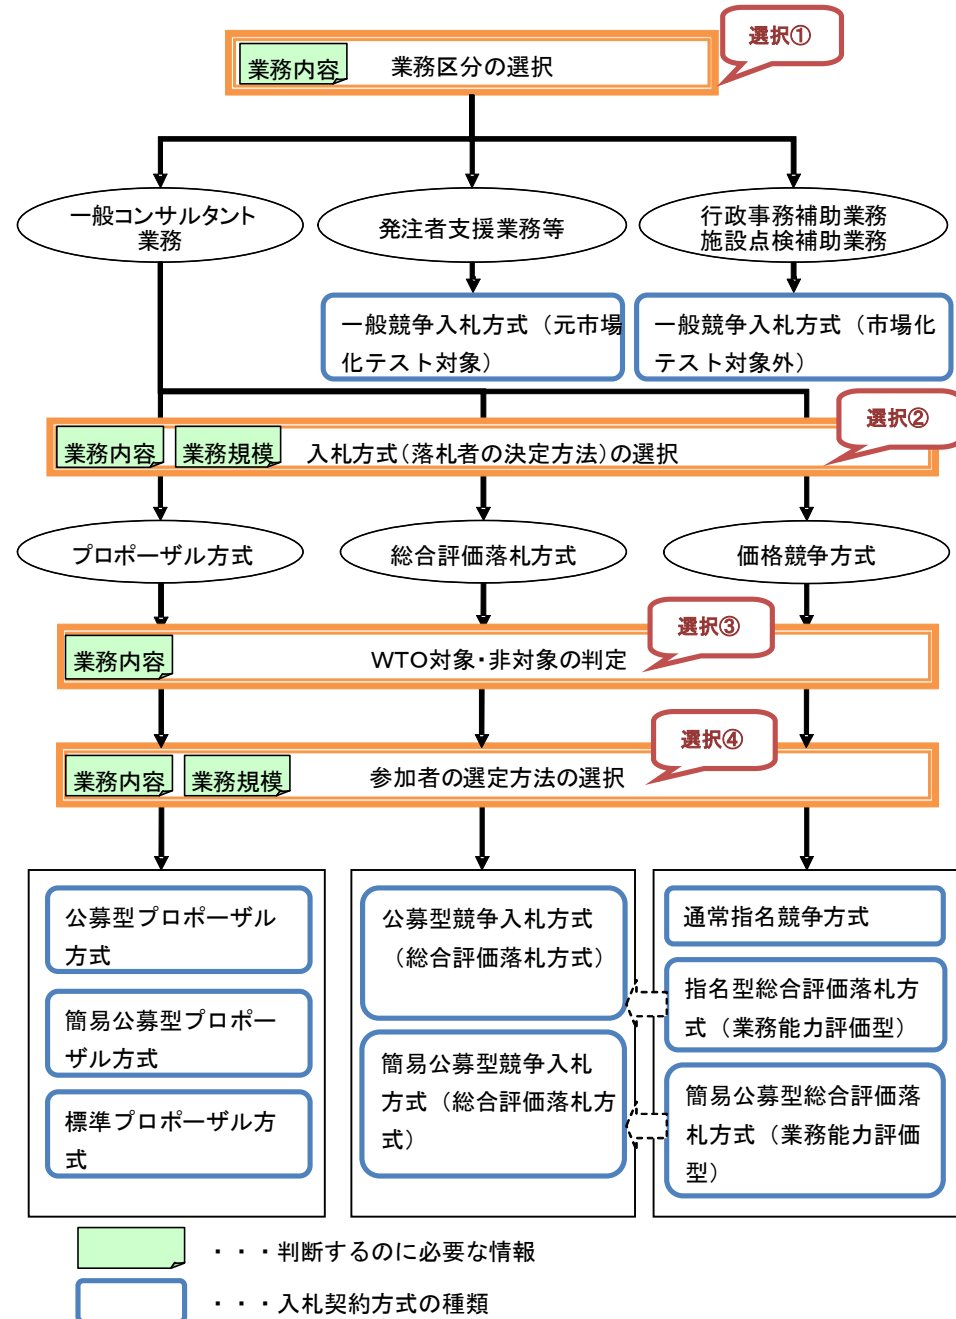 選択①
業務内容
業務区分の選択
一般コンサルタント
業務
発注者支援業務等
行政事務補助業務
施設点検補助業務
一般競争入札方式（元市場
化テスト対象）
一般競争入札方式（市場化
テスト対象外）
選択②
業務内容
業務規模
入札方式（落札者の決定方法）の選択
プロポーザル方式
総合評価落札方式
価格競争方式
選択③
業務内容
WTO対象・非対象の判定
選択④
業務内容
業務規模
参加者の選定方法の選択
公募型プロポーザル
方式
簡易公募型プロポー
ザル方式
標準プロポーザル方
式
公募型競争入札方式
（総合評価落札方式）
簡易公募型競争入札
方式（総合評価落札方
式）
通常指名競争方式
指名型総合評価落札方
式（業務能力評価型）
簡易公募型総合評価落
札方式（業務能力評価
型）
・・・判断するのに必要な情報
・・・入札契約方式の種類